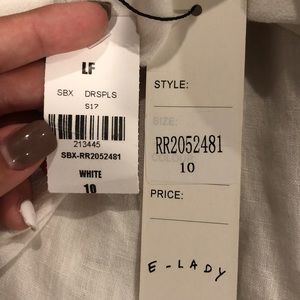 LF
SBX DRSPLS
S17
213445
SBX-RR2052481
WHITE
10
STYLE:
SIZE:
RR2052481
10
PRICE:
E-LADY